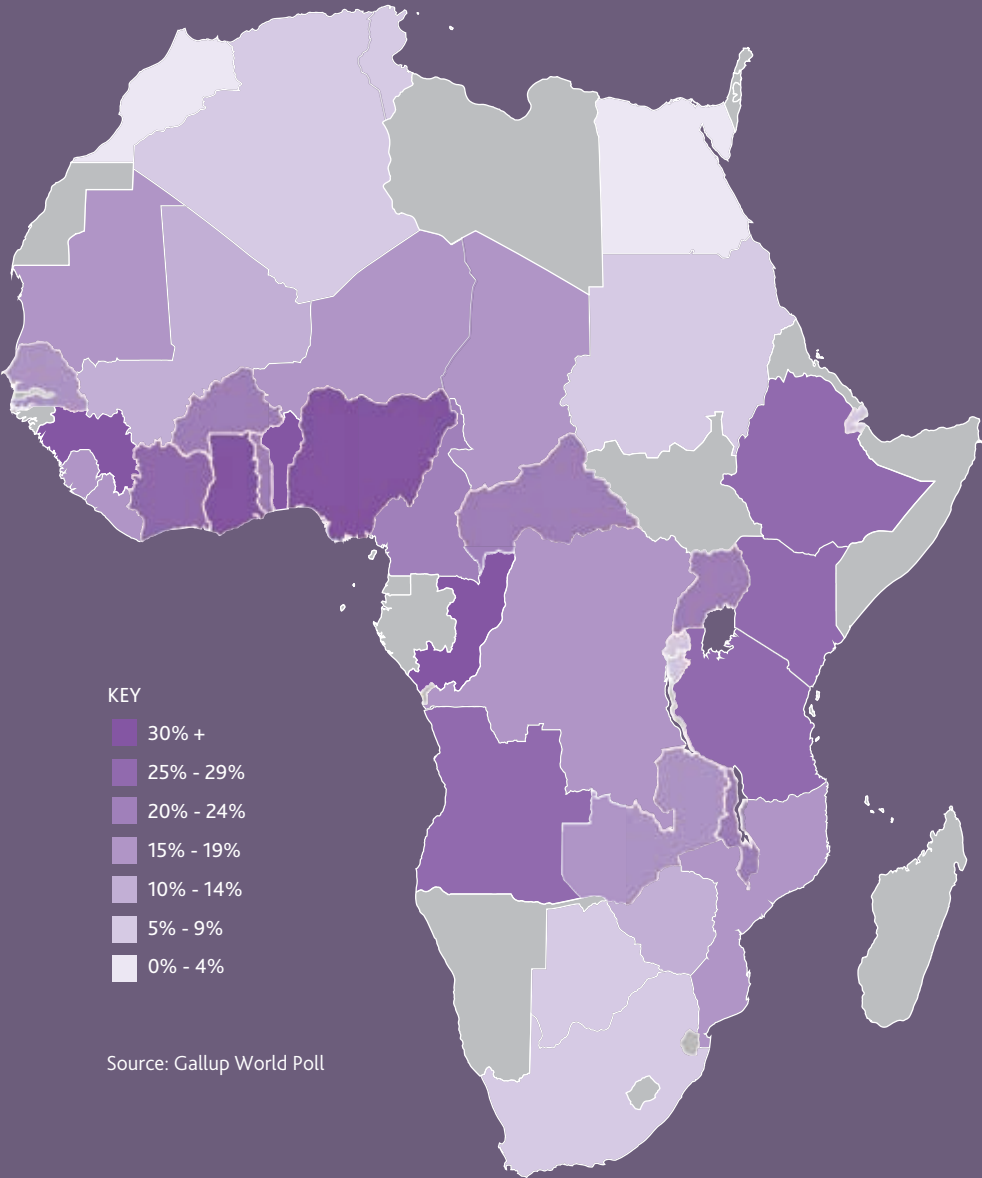 KEY
30% +
25% - 29%
20% - 24%
15% - 19%
10% - 14%
5% - 9%
0% - 4%
Source: Gallup World Poll